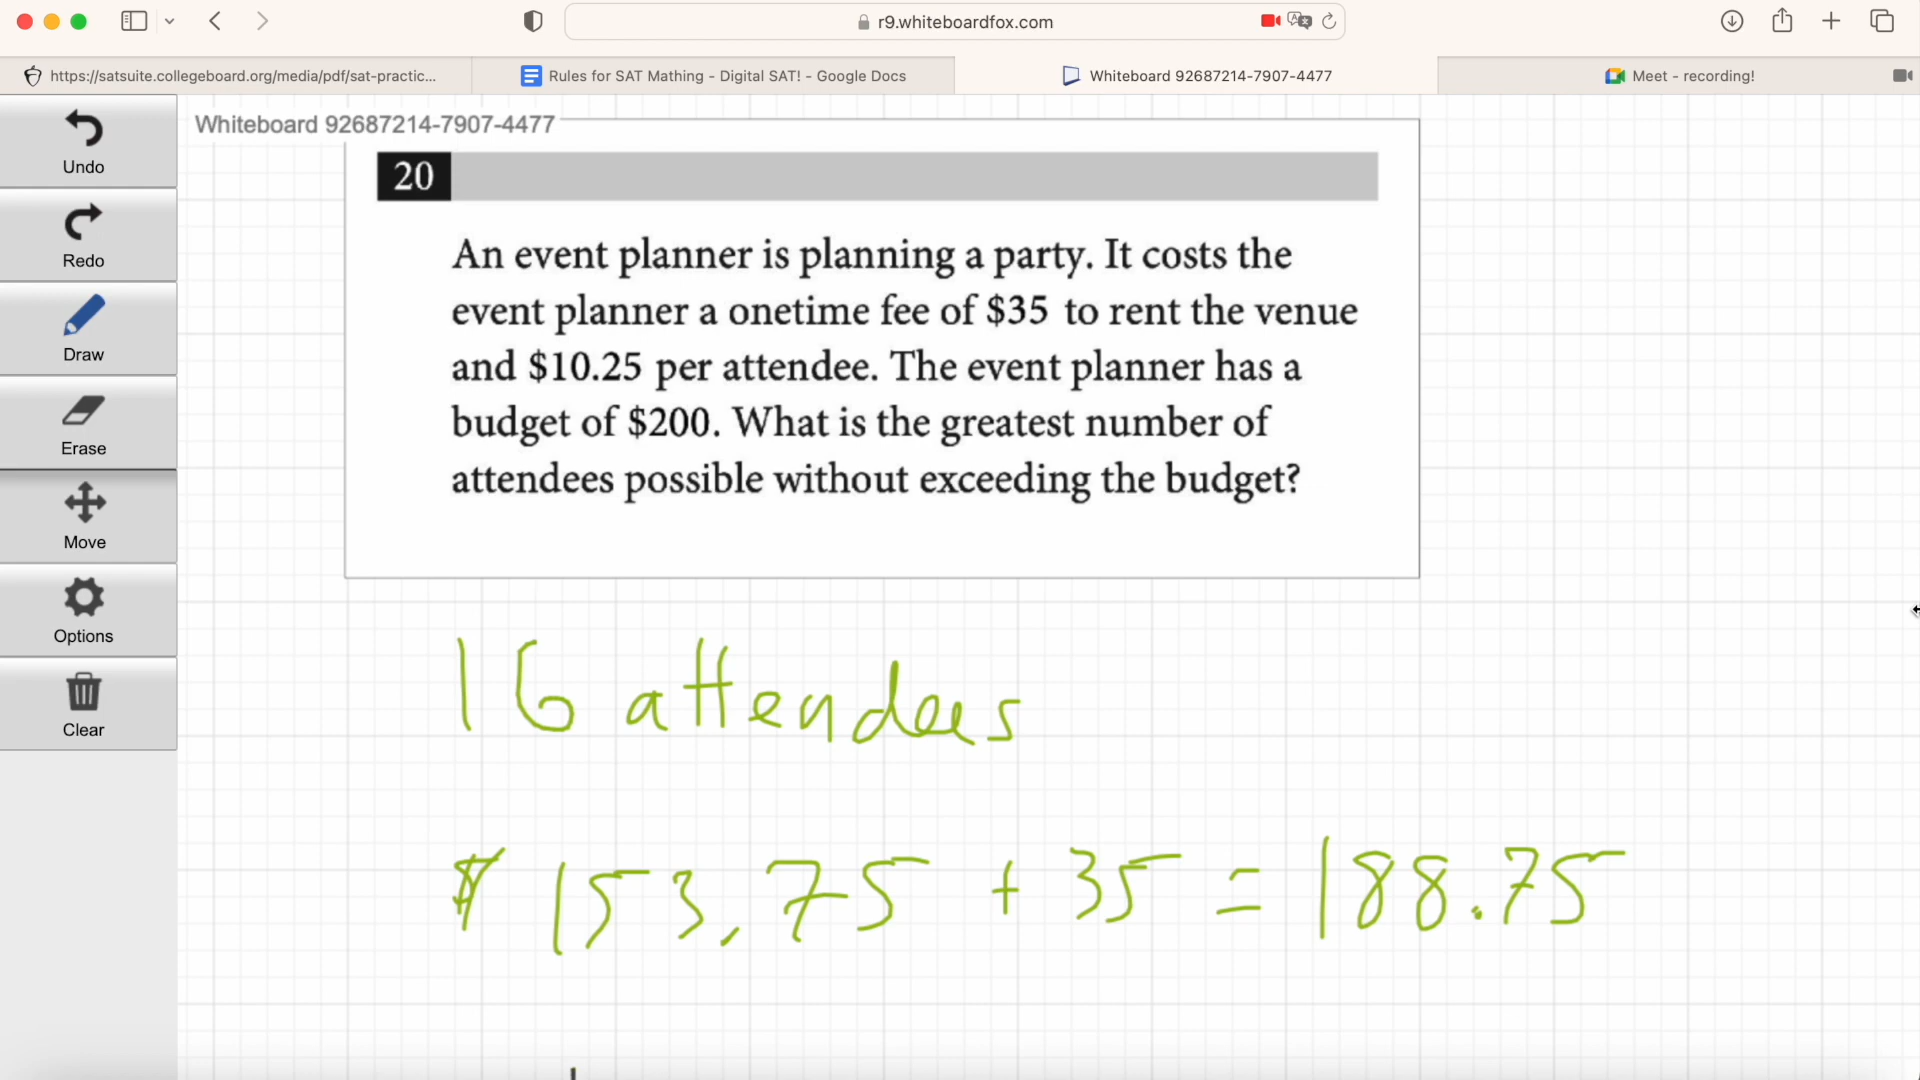 r9.whiteboardfox.com
https://satsuite.collegeboard.org/media/pdf/sat-practic...
Rules for SAT Mathing - Digital SAT! - Google Docs
Whiteboard 92687214-7907-4477
Meet - recording!
Undo
Redo
Draw
Erase
Move
Options
Clear
Whiteboard 92687214-7907-4477
20
An event planner is planning a party. It costs the
event planner a onetime fee of $35 to rent the venue
and $10.25 per attendee. The event planner has a
budget of $200. What is the greatest number of
attendees possible without exceeding the budget?
16 attendees
$ 153.75 + 35 = 188.75